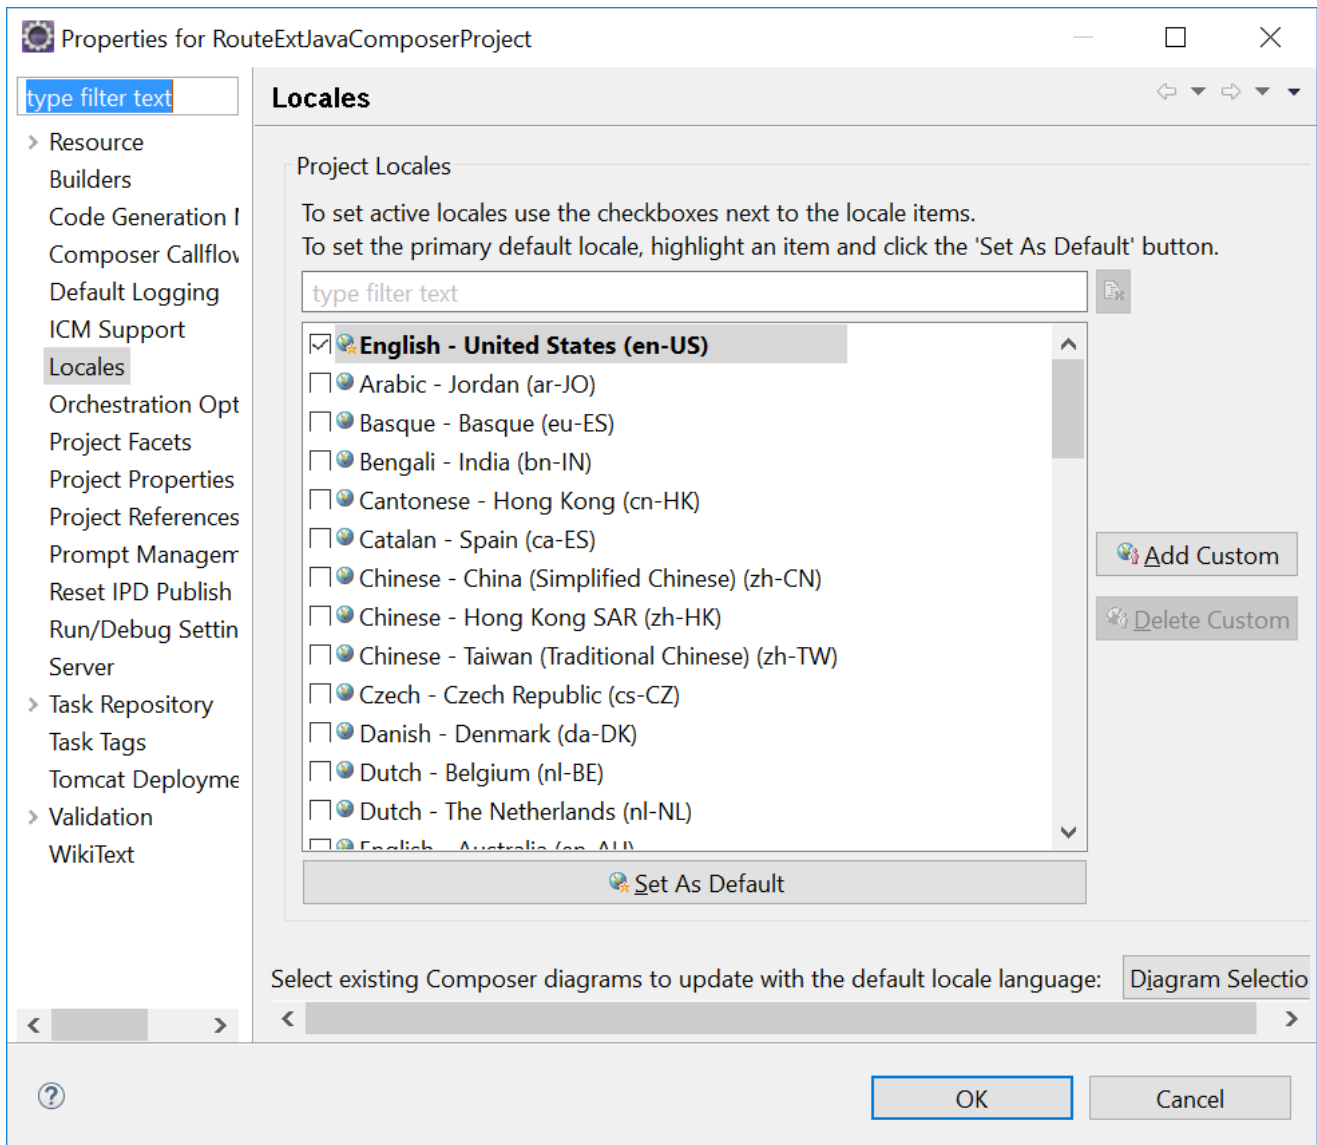 Properties for RouteExtJavaComposerProject
type filter text
Resource
Builders
Code Generation
Composer Callflow
Default Logging
ICM Support
Locales
Orchestration Opt
Project Facets
Project Properties
Project References
Prompt Managem
Reset IPD Publish
Run/Debug Settin
Server
Task Repository
Task Tags
Tomcat Deployme
Validation
WikiText
Locales
Project Locales
To set active locales use the checkboxes next to the locale items.
To set the primary default locale, highlight an item and click the 'Set As Default' button.
type filter text
English - United States (en-US)
Arabic - Jordan (ar-JO)
Basque - Basque (eu-ES)
Bengali - India (bn-IN)
Cantonese - Hong Kong (cn-HK)
Catalan - Spain (ca-ES)
Chinese - China (Simplified Chinese) (zh-CN)
Chinese - Hong Kong SAR (zh-HK)
Chinese - Taiwan (Traditional Chinese) (zh-TW)
Czech - Czech Republic (cs-CZ)
Danish - Denmark (da-DK)
Dutch - Belgium (nl-BE)
Dutch - The Netherlands (nl-NL)
English - Australia (en-AU)
Add Custom
Delete Custom
Set As Default
Select existing Composer diagrams to update with the default locale language:
Diagram Selectio
OK
Cancel